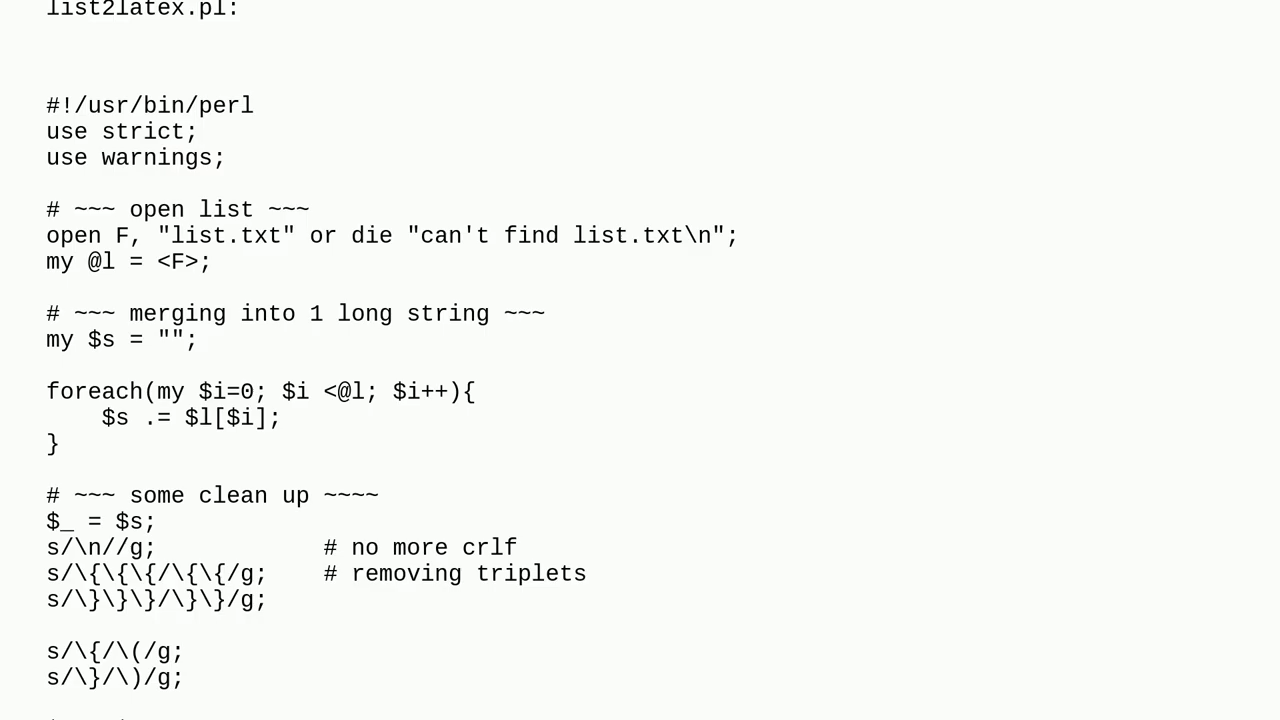 list2latex.pl:
#!/usr/bin/perl
use strict;
use warnings;
# ~~~ open list ~~~
open F, "list.txt" or die "can't find list.txt\n";
my @l = <F>;
# ~~~ merging into 1 long string ~~~
my $s = "";
foreach(my $i=0; $i <@l; $i++){
    $s .= $l[$i];
}
# ~~~ some clean up ~~~~
$_ = $s;
s/\n//g;            # no more crlf
s/\{\{\{/\{\{/g;    # removing triplets
s/\}\}\}/\}\}/g;
s/\{/\(/g;
s/\}/\)/g;